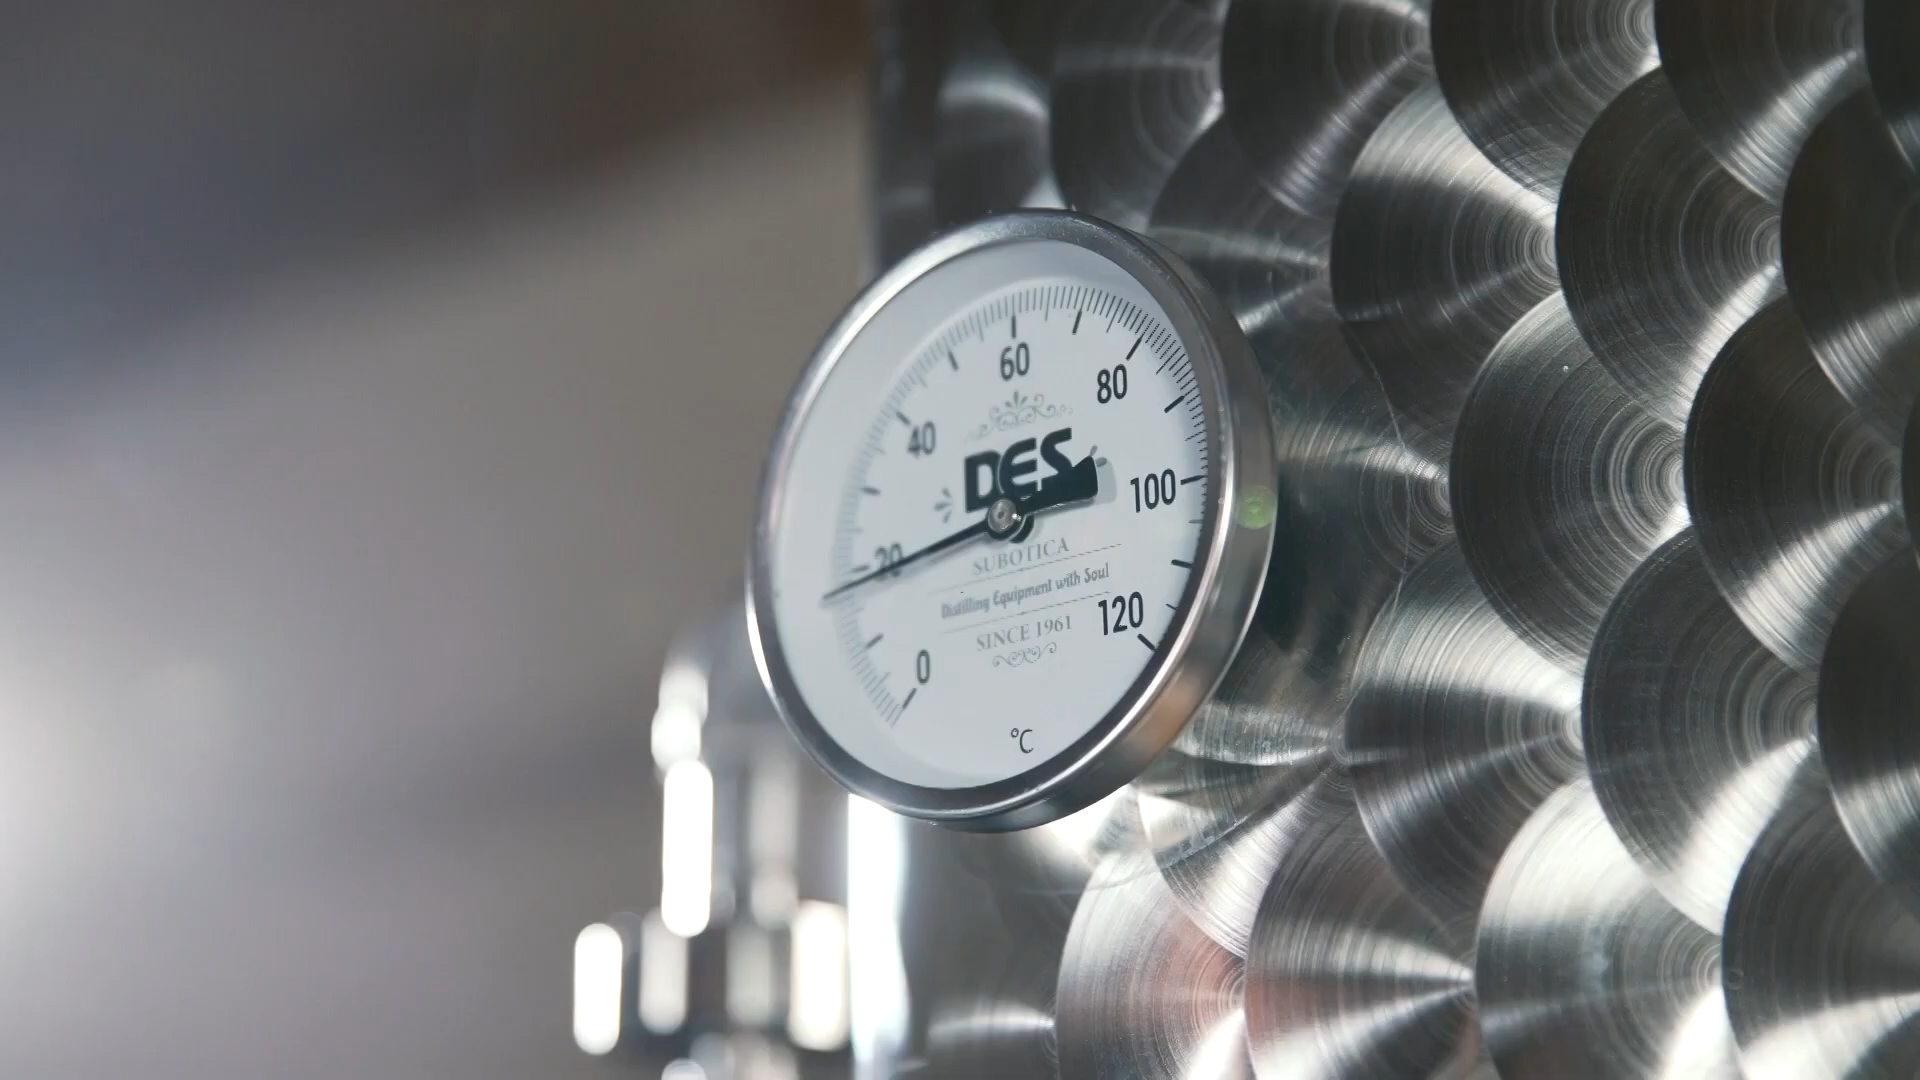 60
80
40
DES
100
20
SUBOTICA
Distilling Equipment with Soul
SINCE 1961
120
0
°C